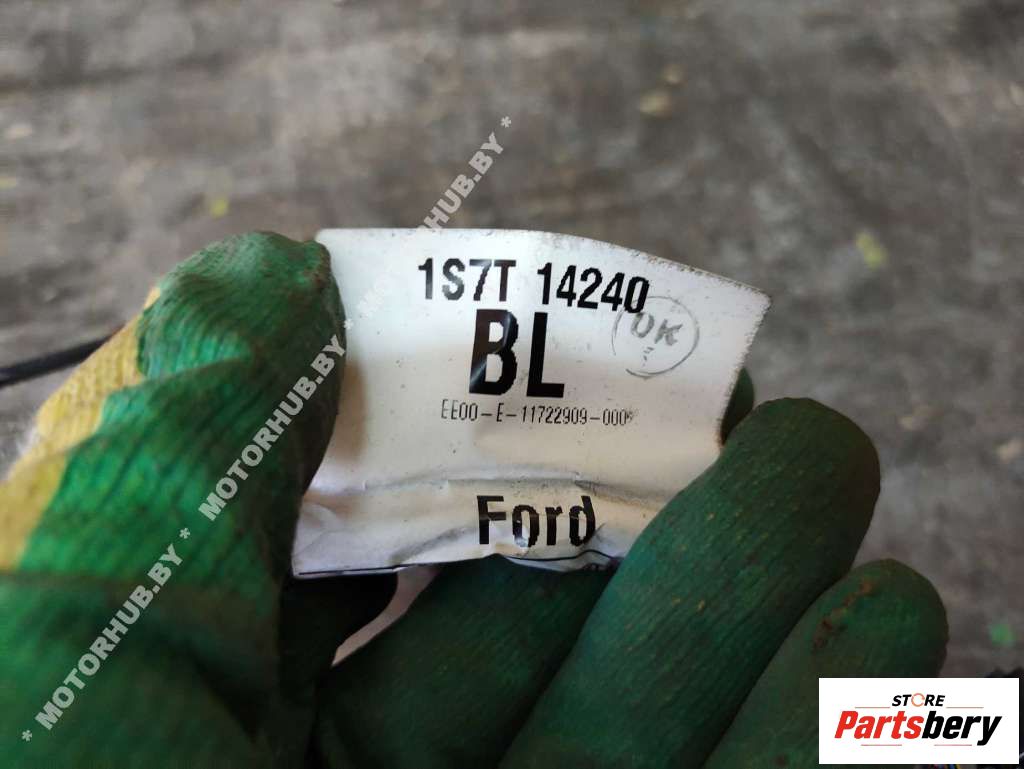 1S7T 14240
BL
OK
EE00-E-11722909-000
Ford
* MOTORHUB.BY * MOTORHUB.BY * MOTORHUB.BY *
STORE
Partsbery